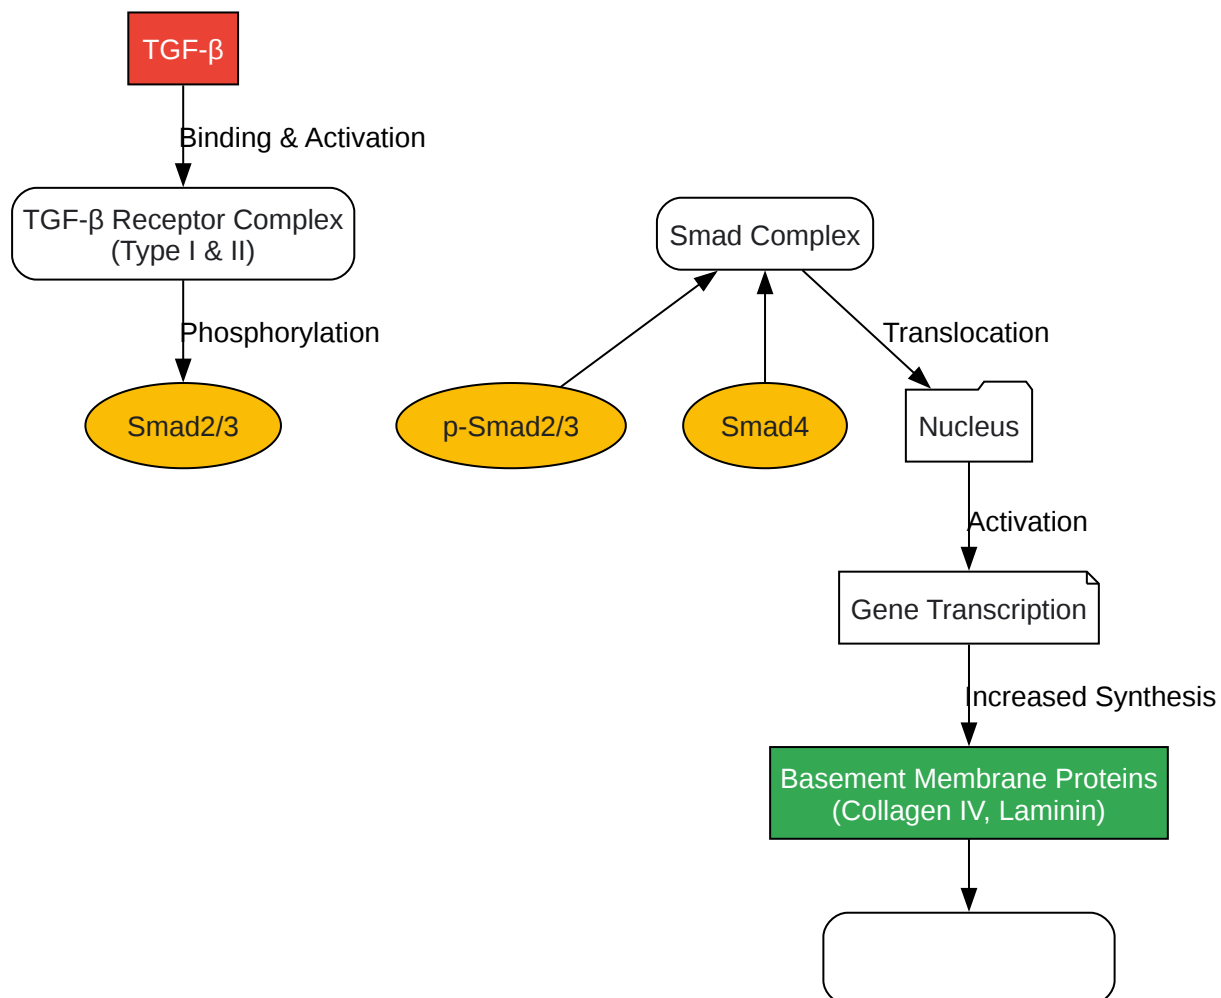 TGF-β
Binding & Activation
TGF-β Receptor Complex
(Type I & II)
Phosphorylation
Smad2/3
Smad Complex
Translocation
p-Smad2/3
Smad4
Nucleus
Activation
Gene Transcription
Increased Synthesis
Basement Membrane Proteins
(Collagen IV, Laminin)